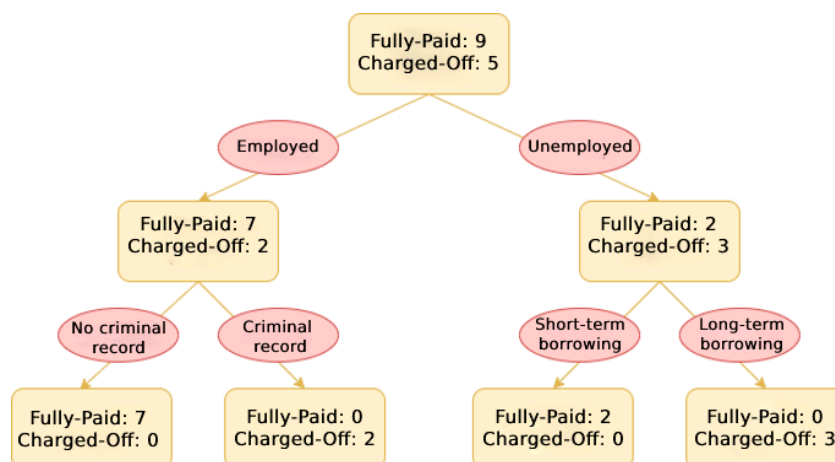 Fully-Paid: 9
Charged-Off: 5
Employed
Unemployed
Fully-Paid: 7
Charged-Off: 2
Fully-Paid: 2
Charged-Off: 3
No criminal
record
Criminal
record
Short-term
borrowing
Long-term
borrowing
Fully-Paid: 7
Charged-Off: 0
Fully-Paid: 0
Charged-Off: 2
Fully-Paid: 2
Charged-Off: 0
Fully-Paid: 0
Charged-Off: 3